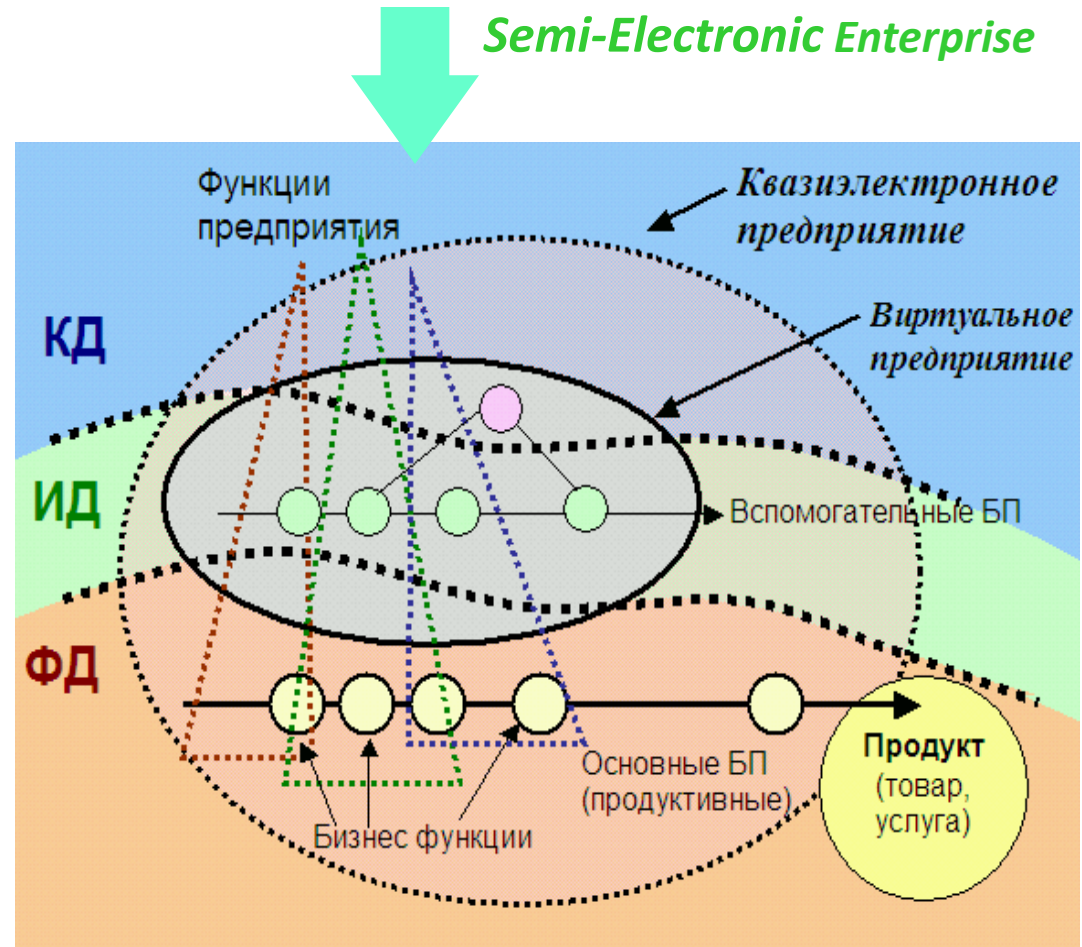 Semi-Electronic Enterprise
Функции
предприятия
Квазиэлектронное
предприятие
Виртуальное
предприятие
КД
ИД
Вспомогательные БП
ФД
Основные БП
(продуктивные)
Бизнес функции
Продукт
(товар,
услуга)